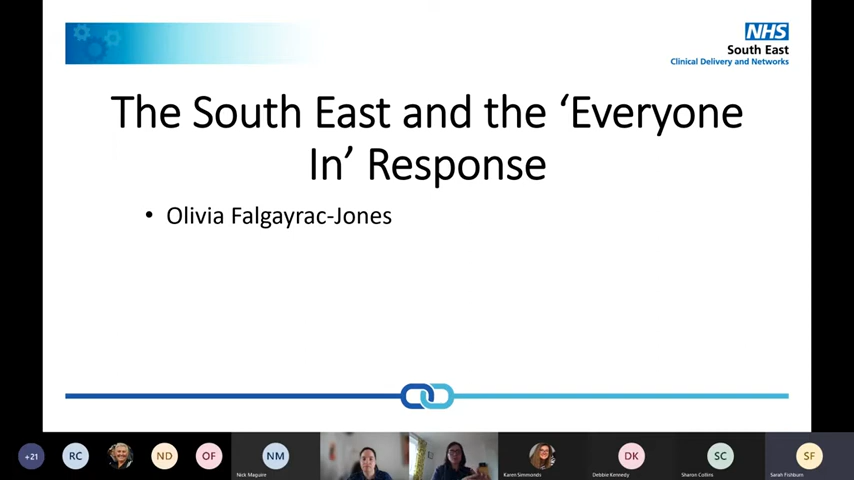 NHS
South East
Clinical Delivery and Networks
The South East and the ‘Everyone
In’ Response
• Olivia Falgayrac-Jones
+21
RC
ND
OF
NM
DK
SC
SF
Nick Maguire
Karen Simmonds
Debbie Kennedy
Sharon Collins
Sarah Fishburn